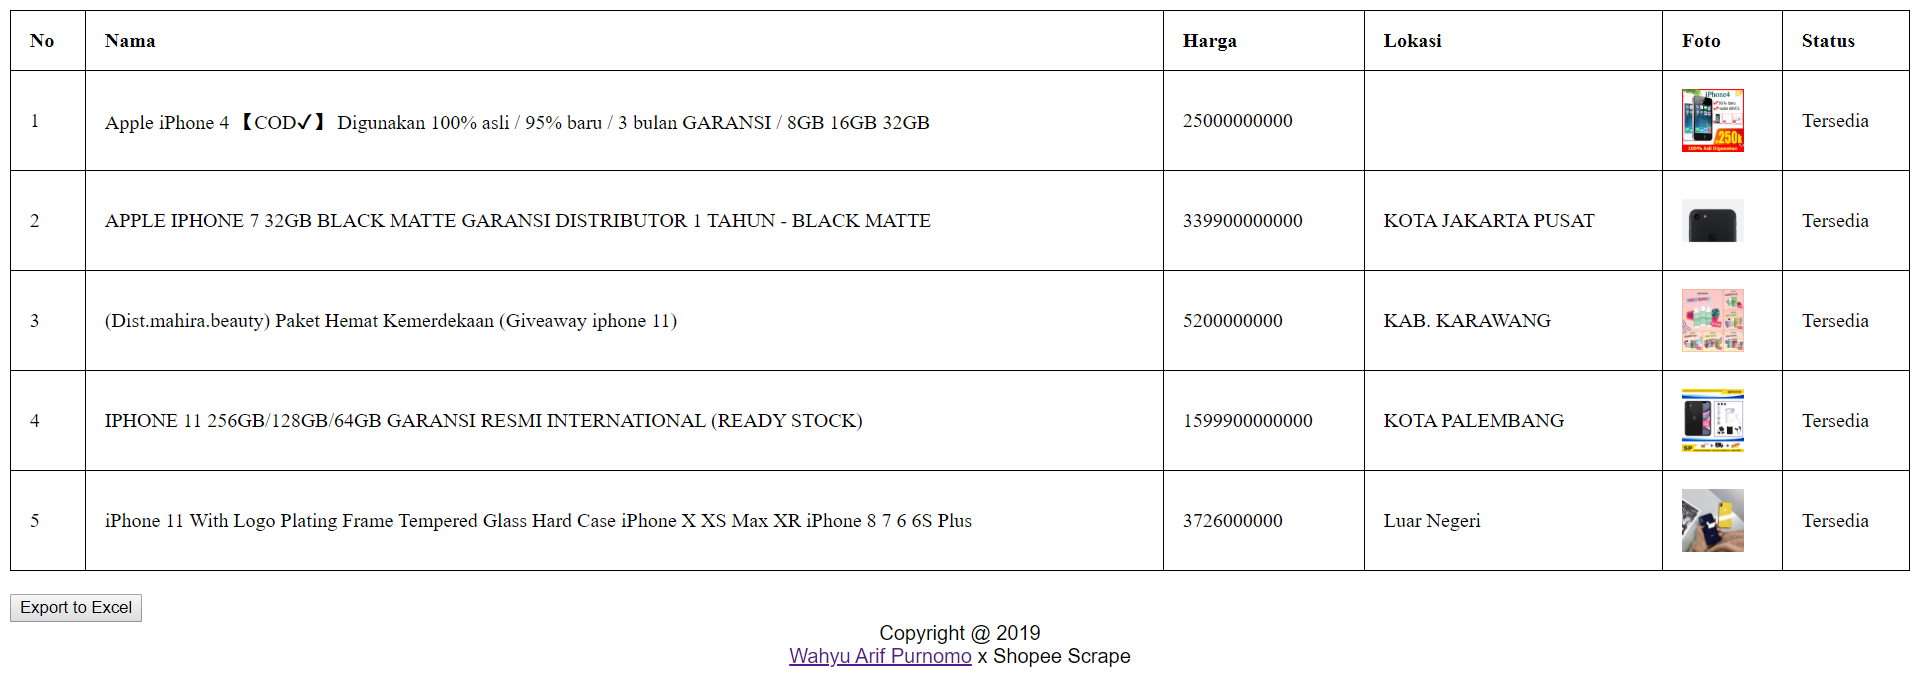 No Nama Harga Lokasi Foto Status
1 Apple iPhone 4 【COD✔】 Digunakan 100% asli / 95% baru / 3 bulan GARANSI / 8GB 16GB 32GB 25000000000 Tersedia
iPhone4
250k
100% Asli Digunakan
2 APPLE IPHONE 7 32GB BLACK MATTE GARANSI DISTRIBUTOR 1 TAHUN - BLACK MATTE 339900000000 KOTA JAKARTA PUSAT Tersedia
3 (Dist.mahira.beauty) Paket Hemat Kemerdekaan (Giveaway iphone 11) 5200000000 KAB. KARAWANG Tersedia
4 IPHONE 11 256GB/128GB/64GB GARANSI RESMI INTERNATIONAL (READY STOCK) 1599900000000 KOTA PALEMBANG Tersedia
SP
5 iPhone 11 With Logo Plating Frame Tempered Glass Hard Case iPhone X XS Max XR iPhone 8 7 6 6S Plus 3726000000 Luar Negeri Tersedia
Export to Excel
Copyright @ 2019
Wahyu Arif Purnomo x Shopee Scrape